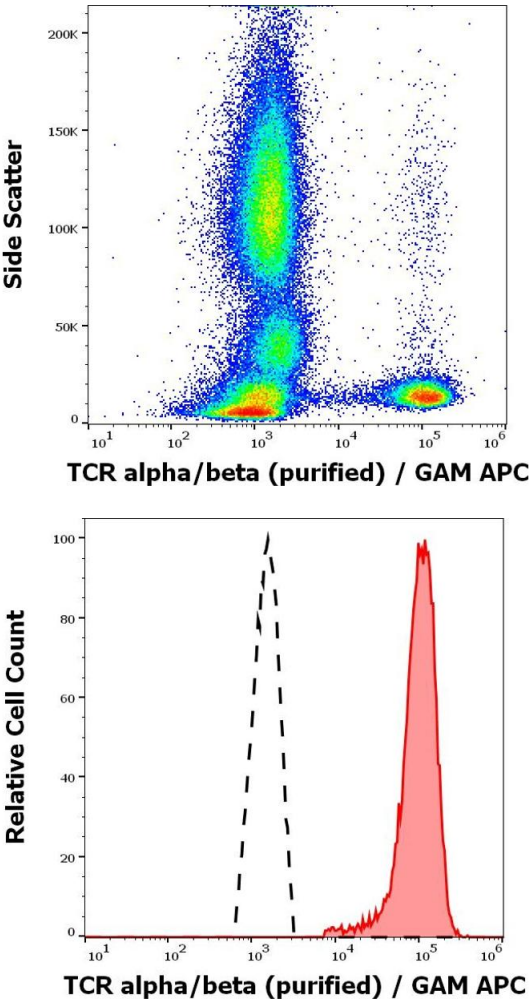 Side Scatter
200K
150K
100K
50K
0
10¹ 10² 10³ 10⁴ 10⁵ 10⁶
TCR alpha/beta (purified) / GAM APC
Relative Cell Count
100
80
60
40
20
0
10¹ 10² 10³ 10⁴ 10⁵ 10⁶
TCR alpha/beta (purified) / GAM APC